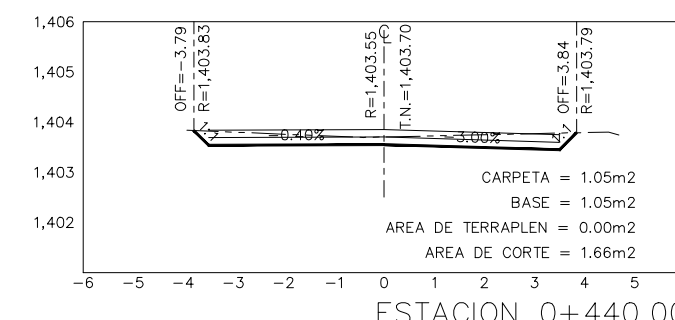 1,406
1,405
1,404
1,403
1,402
OFF=-3.79
R=1,403.83
R=1,403.55
CL
T.N.=1,403.70
OFF=3.84
R=1,403.79
-0.40%
-3.00%
CARPETA = 1.05m2
BASE = 1.05m2
AREA DE TERRAPLEN = 0.00m2
AREA DE CORTE = 1.66m2
-6 -5 -4 -3 -2 -1 0 1 2 3 4 5
ESTACION 0+440.00